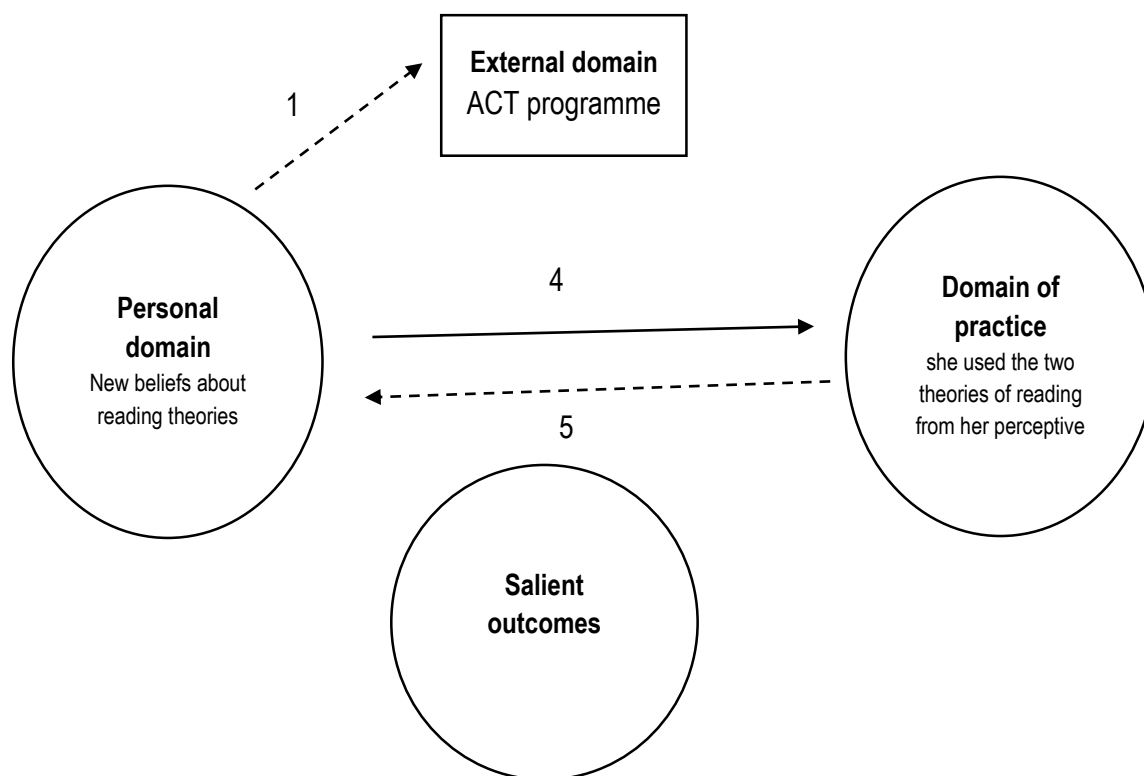 External domain
ACT programme
1
Personal
domain
New beliefs about
reading theories
4
Domain of
practice
she used the two
theories of reading
from her perceptive
5
Salient
outcomes